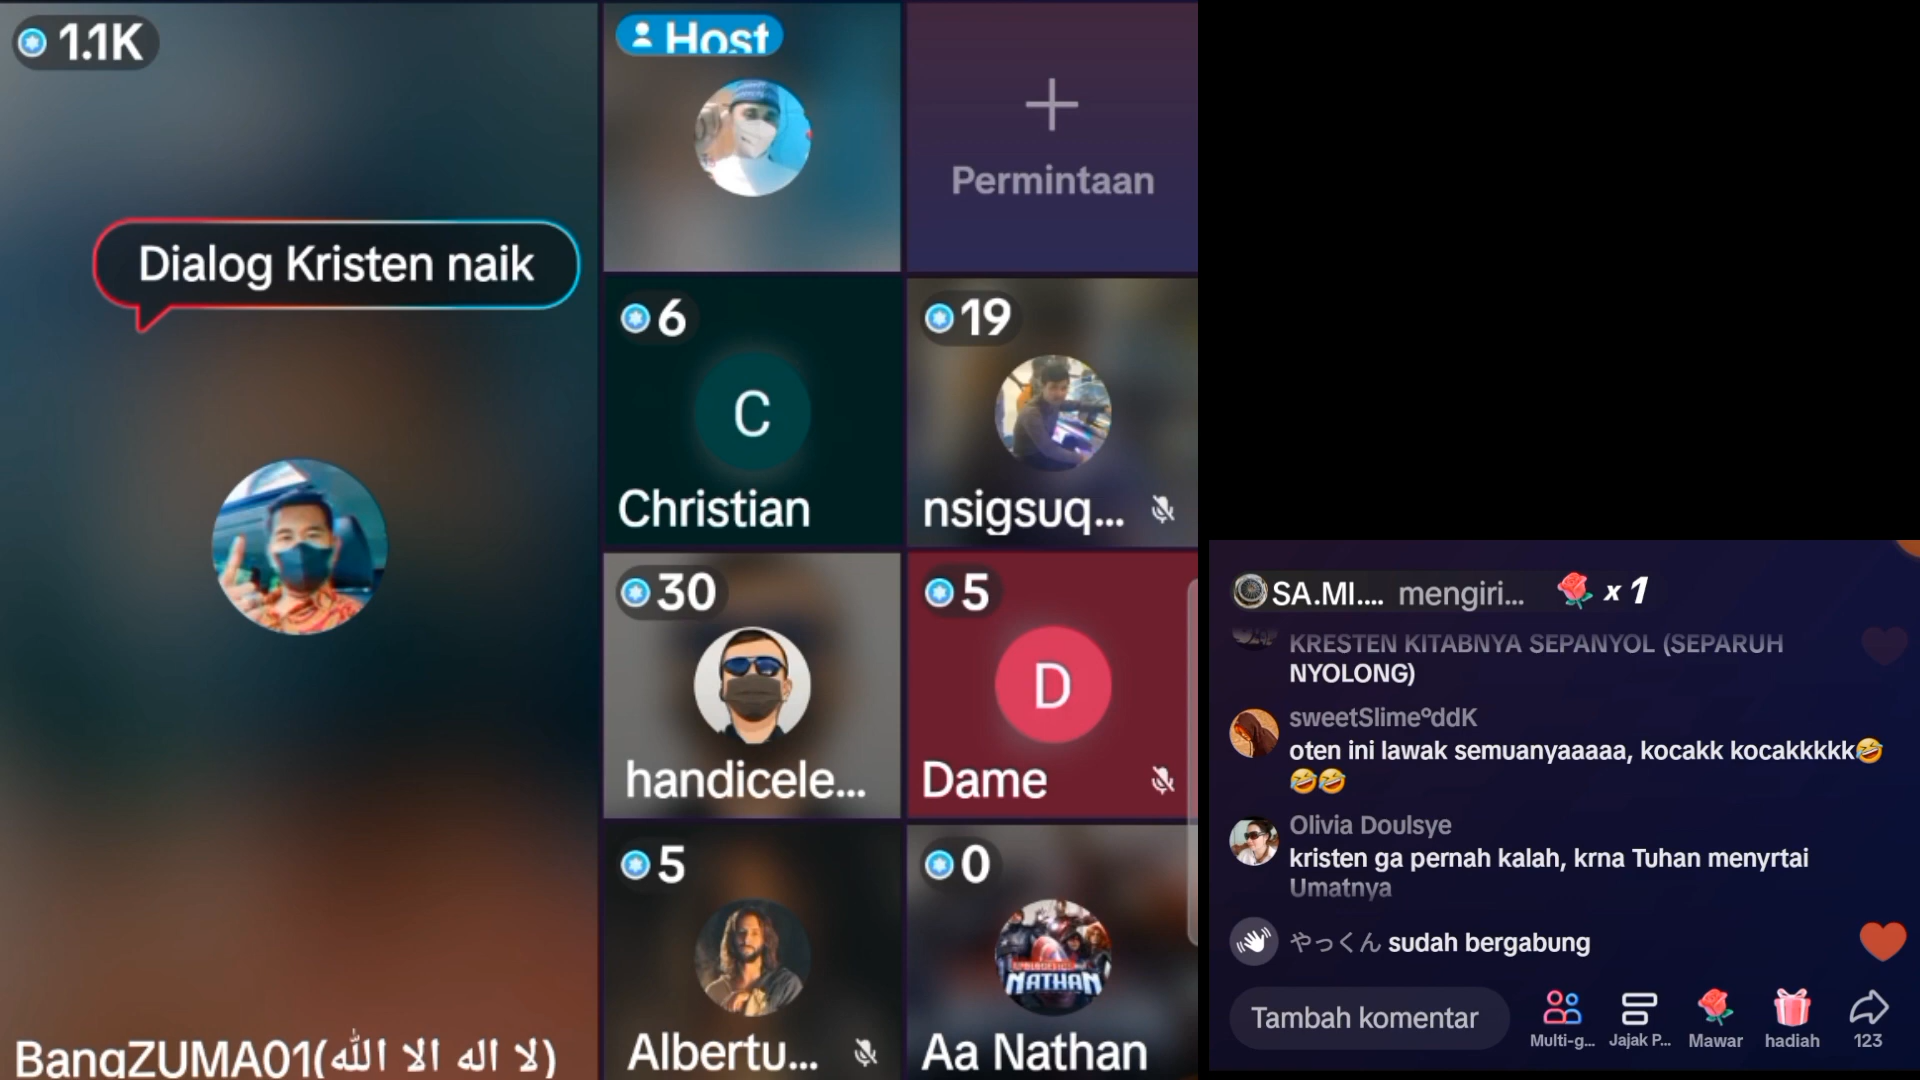 1.1K
Dialog Kristen naik
BangZUMA01(لا اله الا الله)
Host
Permintaan
6
C
Christian
19
nsigsuq...
30
handicele...
5
D
Dame
5
Albertu...
0
NATHAN
Aa Nathan
SA.MI.... mengiri... x 1
KRESTEN KITABNYA SEPANYOL (SEPARUH
NYOLONG)
sweetSlime°ddK
oten ini lawak semuanyaaaaa, kocakk kocakkkkk🤣
🤣🤣
Olivia Doulsye
kristen ga pernah kalah, krna Tuhan menyrtai
Umatnya
やっくん sudah bergabung
Tambah komentar
Multi-g...
Jajak P...
Mawar
hadiah
123